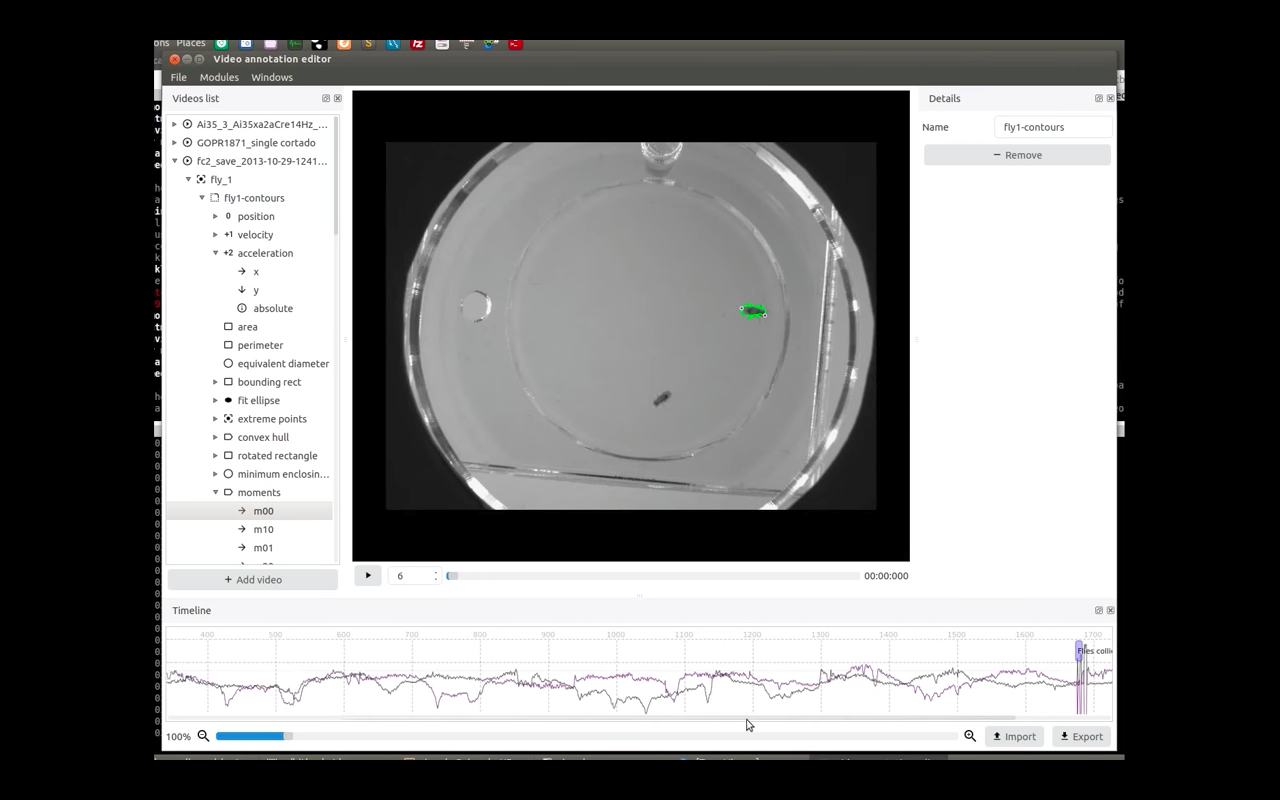 Places
Video annotation editor
File Modules Windows
Videos list
Details
Ai35_3_Ai35xa2aCre14Hz_...
GOPR1871_single cortado
fc2_save_2013-10-29-1241...
fly_1
fly1-contours
0 position
+1 velocity
+2 acceleration
x
y
absolute
area
perimeter
equivalent diameter
bounding rect
fit ellipse
extreme points
convex hull
rotated rectangle
minimum enclosin...
moments
m00
m10
m01
+ Add video
Name fly1-contours
− Remove
6
00:00:000
Timeline
400 500 600 700 800 900 1000 1100 1200 1300 1400 1500 1600 1700
Flies colli
100%
Import
Export